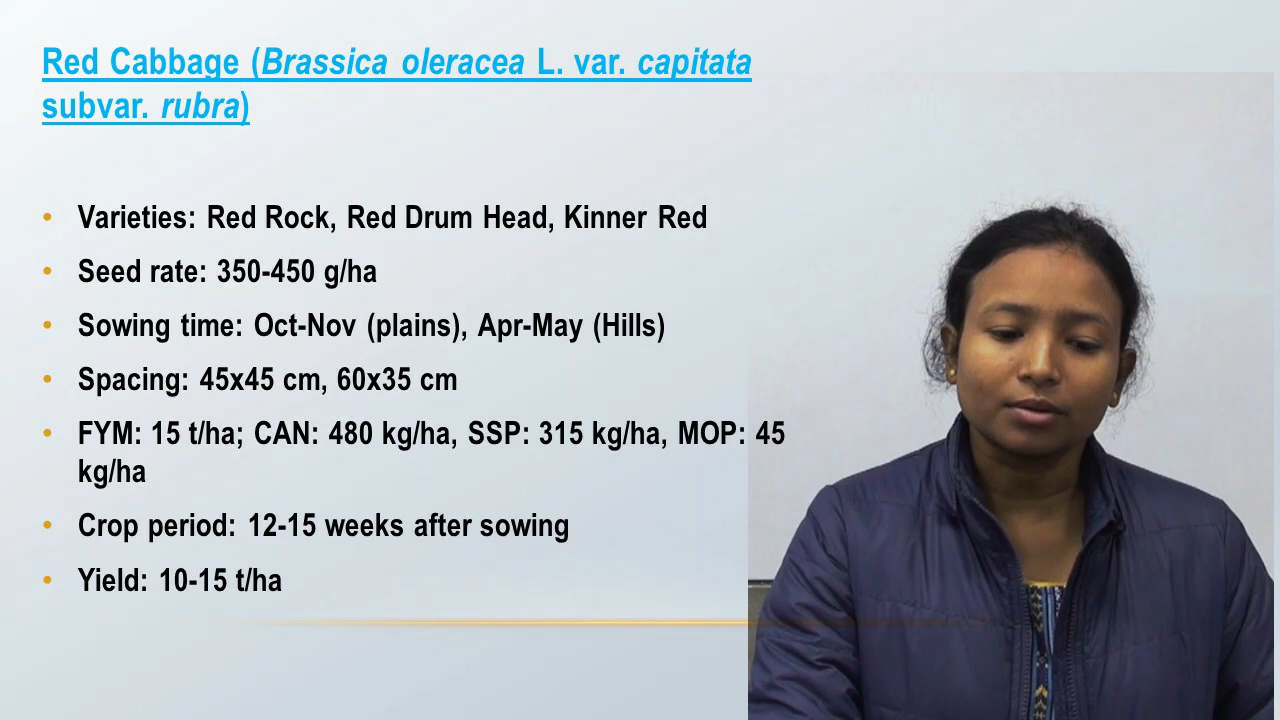 Red Cabbage (Brassica oleracea L. var. capitata
subvar. rubra)
• Varieties: Red Rock, Red Drum Head, Kinner Red
• Seed rate: 350-450 g/ha
• Sowing time: Oct-Nov (plains), Apr-May (Hills)
• Spacing: 45x45 cm, 60x35 cm
• FYM: 15 t/ha; CAN: 480 kg/ha, SSP: 315 kg/ha, MOP: 45
kg/ha
• Crop period: 12-15 weeks after sowing
• Yield: 10-15 t/ha